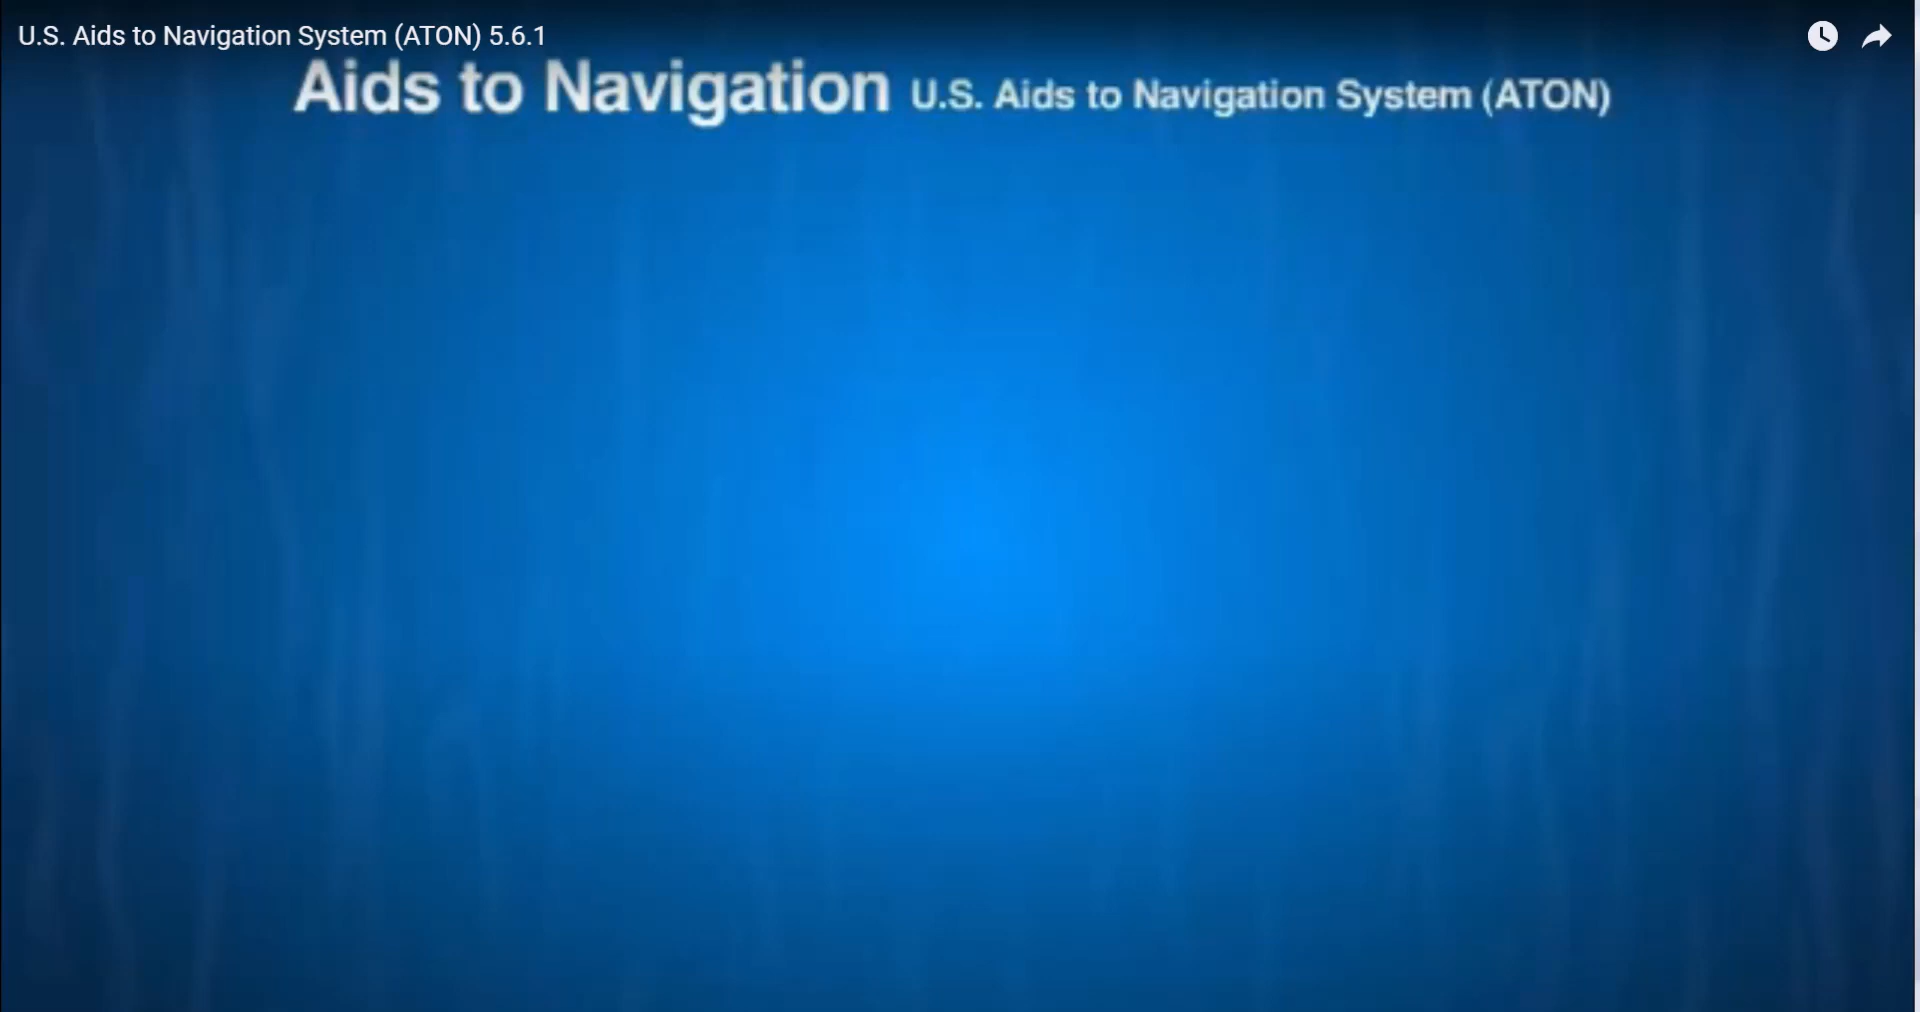 U.S. Aids to Navigation System (ATON) 5.6.1
Aids to Navigation U.S. Aids to Navigation System (ATON)